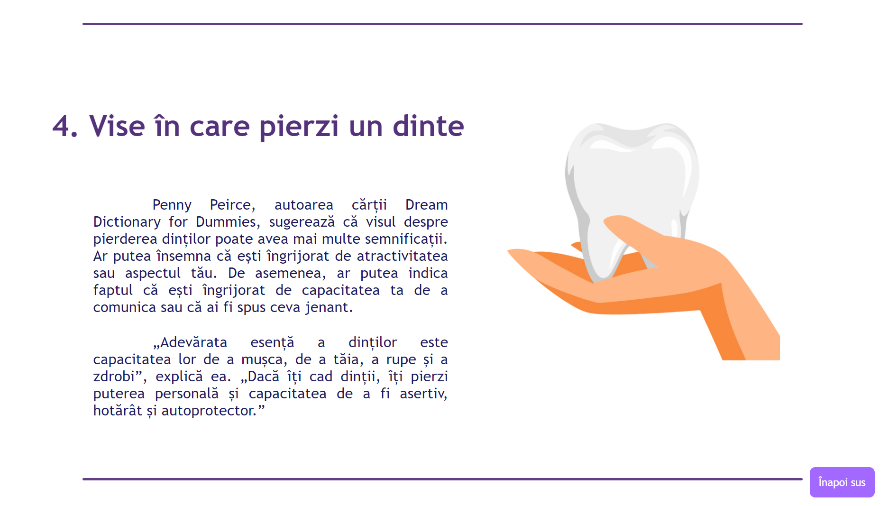 4. Vise în care pierzi un dinte
Penny Peirce, autoarea cărții Dream
Dictionary for Dummies, sugerează că visul despre
pierderea dinților poate avea mai multe semnificații.
Ar putea însemna că ești îngrijorat de atractivitatea
sau aspectul tău. De asemenea, ar putea indica
faptul că ești îngrijorat de capacitatea ta de a
comunica sau că ai fi spus ceva jenant.
„Adevărata esență a dinților este
capacitatea lor de a mușca, de a tăia, a rupe și a
zdrobi”, explică ea. „Dacă îți cad dinții, îți pierzi
puterea personală și capacitatea de a fi asertiv,
hotărât și autoprotector.”
Înapoi sus